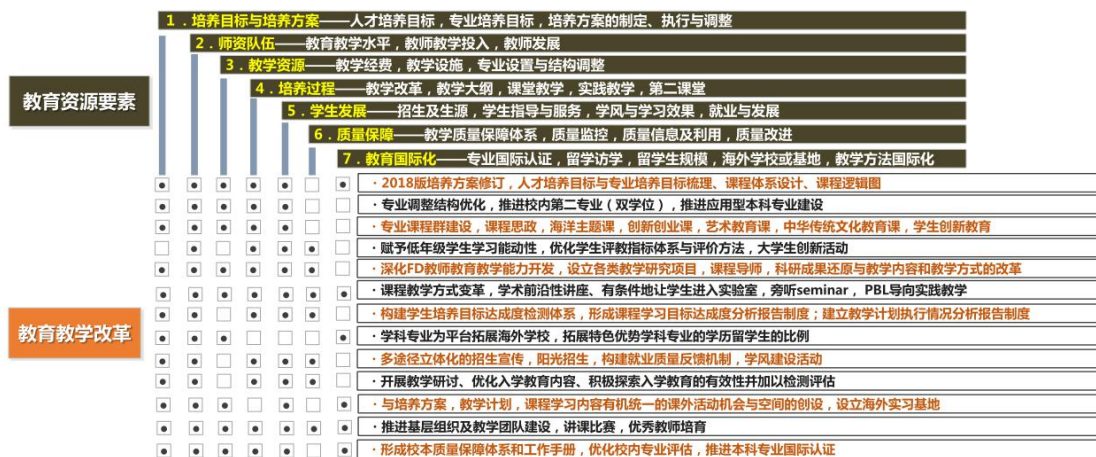 1．培养目标与培养方案——人才培养目标，专业培养目标，培养方案的制定、执行与调整
2．师资队伍——教育教学水平，教师教学投入，教师发展
3．教学资源——教学经费，教学设施，专业设置与结构调整
教育资源要素
4．培养过程——教学改革，教学大纲，课堂教学，实践教学，第二课堂
5．学生发展——招生及生源，学生指导与服务，学风与学习效果，就业与发展
6．质量保障——教学质量保障体系，质量监控，质量信息及利用，质量改进
7．教育国际化——专业国际认证，留学访学，留学生规模，海外学校或基地，教学方法国际化
·2018版培养方案修订，人才培养目标与专业培养目标梳理、课程体系设计、课程逻辑图
·专业调整结构优化，推进校内第二专业（双学位），推进应用型本科专业建设
·专业课程群建设，课程思政，海洋主题课，创新创业课，艺术教育课，中华传统文化教育课，学生创新教育
·赋予低年级学生学习能动性，优化学生评教指标体系与评价方法，大学生创新活动
·深化FD教师教育教学能力开发，设立各类教学研究项目，课程导师，科研成果还原与教学内容和教学方式的改革
·课程教学方式变革，学术前沿性讲座、有条件地让学生进入实验室，旁听seminar，PBL导向实践教学
·构建学生培养目标达成度检测体系，形成课程学习目标达成度分析报告制度；建立教学计划执行情况分析报告制度
教育教学改革
·学科专业为平台拓展海外学校，拓展特色优势学科专业的学历留学生的比例
·多途径立体化的招生宣传，阳光招生，构建就业质量反馈机制，学风建设活动
·开展教学研讨、优化入学教育内容、积极探索入学教育的有效性并加以检测评估
·与培养方案，教学计划，课程学习内容有机统一的课外活动机会与空间的创设，设立海外实习基地
·推进基层组织及教学团队建设，讲课比赛，优秀教师培育
·形成校本质量保障体系和工作手册，优化校内专业评估，推进本科专业国际认证